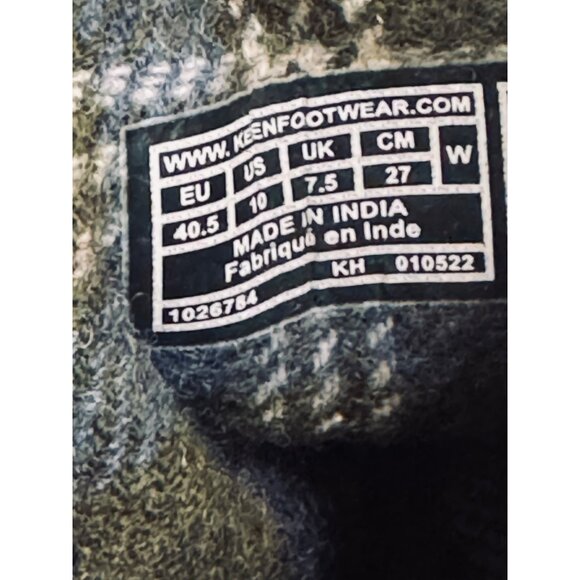 WWW.KEENFOOTWEAR.COM
EU US UK CM W
40.5 10 7.5 27
MADE IN INDIA
Fabriqué en Inde
KH 010522
1026784